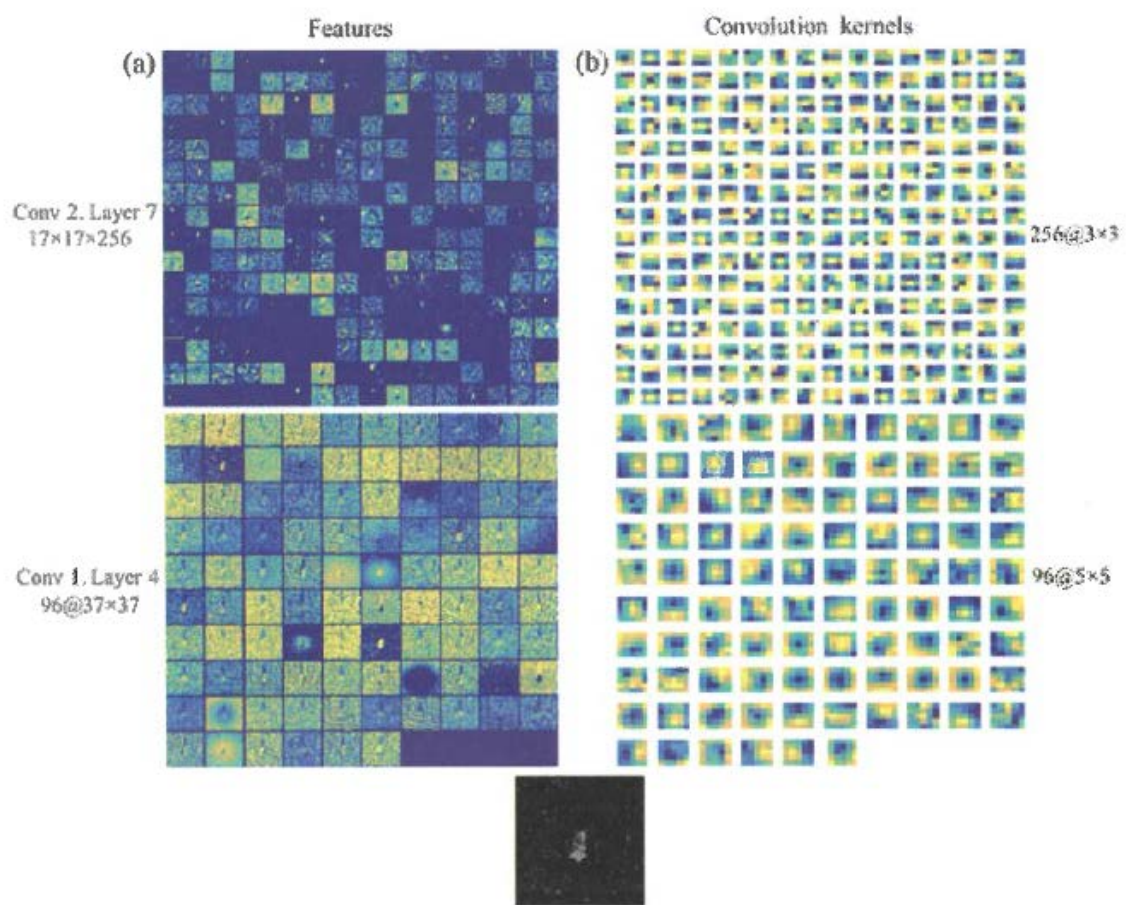 Features
Convolution kernels
(a)
(b)
Conv 2, Layer 7
17×17×256
256@3×3
Conv 1, Layer 4
96@37×37
96@5×5